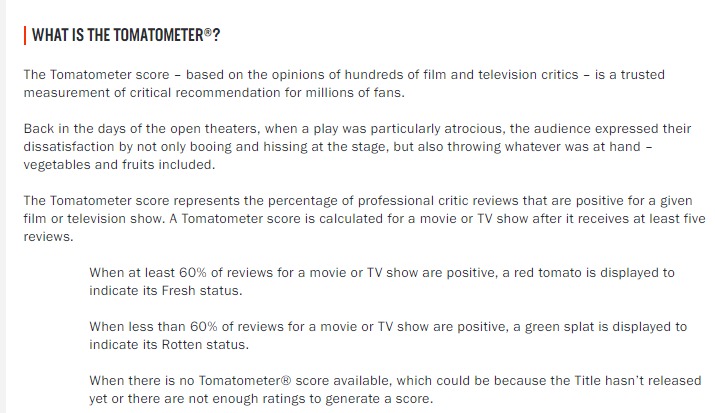 WHAT IS THE TOMATOMETER®?
The Tomatometer score – based on the opinions of hundreds of film and television critics – is a trusted
measurement of critical recommendation for millions of fans.
Back in the days of the open theaters, when a play was particularly atrocious, the audience expressed their
dissatisfaction by not only booing and hissing at the stage, but also throwing whatever was at hand –
vegetables and fruits included.
The Tomatometer score represents the percentage of professional critic reviews that are positive for a given
film or television show. A Tomatometer score is calculated for a movie or TV show after it receives at least five
reviews.
When at least 60% of reviews for a movie or TV show are positive, a red tomato is displayed to
indicate its Fresh status.
When less than 60% of reviews for a movie or TV show are positive, a green splat is displayed to
indicate its Rotten status.
When there is no Tomatometer® score available, which could be because the Title hasn't released
yet or there are not enough ratings to generate a score.